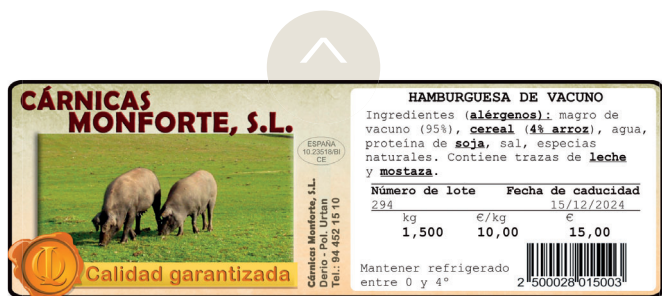 CÁRNICAS
MONFORTE, S.L.
ESPAÑA
10.23518/BI
CE
Cárnicas Monforte, S.L.
Derio - Pol. Urtan
Tel.: 94 452 15 10
Calidad garantizada
HAMBURGUESA DE VACUNO
Ingredientes (alérgenos): magro de
vacuno (95%), cereal (4% arroz), agua,
proteína de soja, sal, especias
naturales. Contiene trazas de leche
y mostaza.
Número de lote Fecha de caducidad
294 15/12/2024
kg €/kg €
1,500 10,00 15,00
Mantener refrigerado
entre 0 y 4°
2 500028 015003